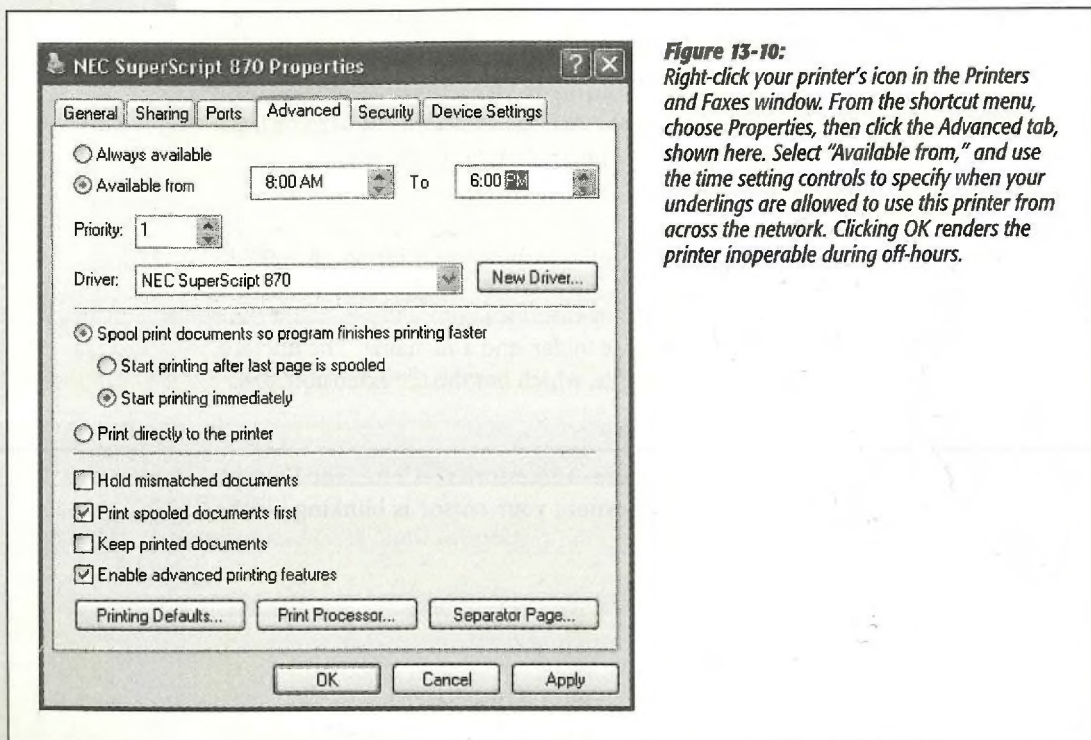 NEC SuperScript 870 Properties
General Sharing Ports Advanced Security Device Settings
Always available
Available from 8:00 AM To 6:00 PM
Priority: 1
Driver: NEC SuperScript 870 New Driver...
Spool print documents so program finishes printing faster
Start printing after last page is spooled
Start printing immediately
Print directly to the printer
Hold mismatched documents
Print spooled documents first
Keep printed documents
Enable advanced printing features
Printing Defaults... Print Processor... Separator Page...
OK Cancel Apply
Figure 13-10:
Right-click your printer's icon in the Printers
and Faxes window. From the shortcut menu,
choose Properties, then click the Advanced tab,
shown here. Select "Available from," and use
the time setting controls to specify when your
underlings are allowed to use this printer from
across the network. Clicking OK renders the
printer inoperable during off-hours.